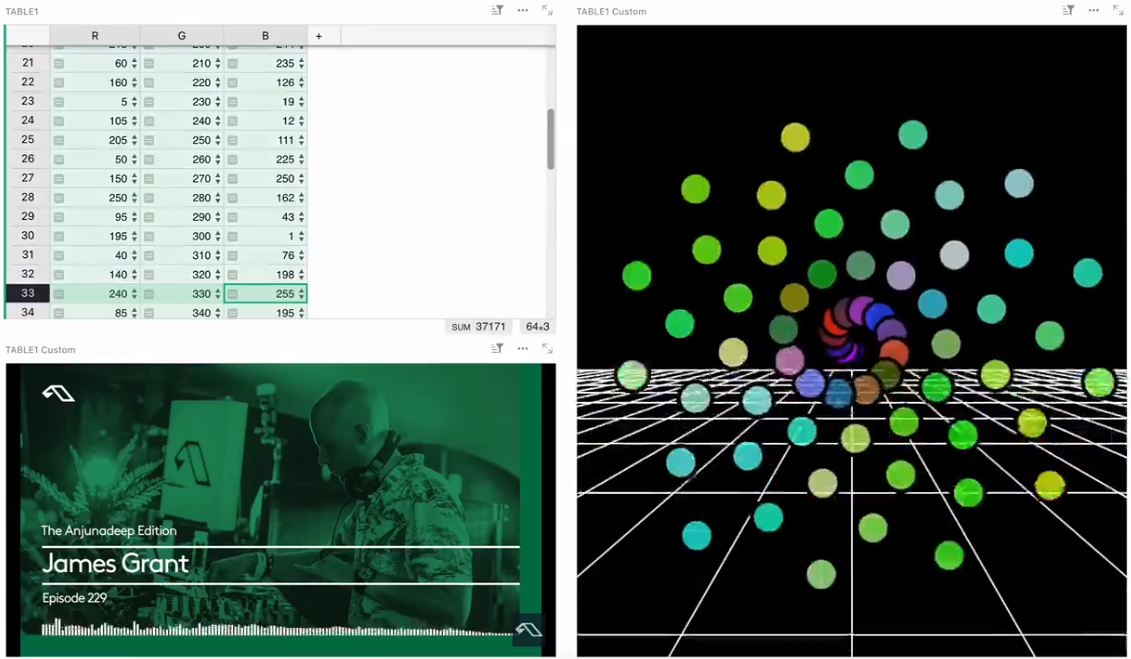 TABLE1
R G B +
21 60 210 235
22 160 220 126
23 5 230 19
24 105 240 12
25 205 250 111
26 50 260 225
27 150 270 250
28 250 280 162
29 95 290 43
30 195 300 1
31 40 310 76
32 140 320 198
33 240 330 255
34 85 340 195
SUM 37171 64×3
TABLE1 Custom
The Anjunadeep Edition
James Grant
Episode 229
TABLE1 Custom